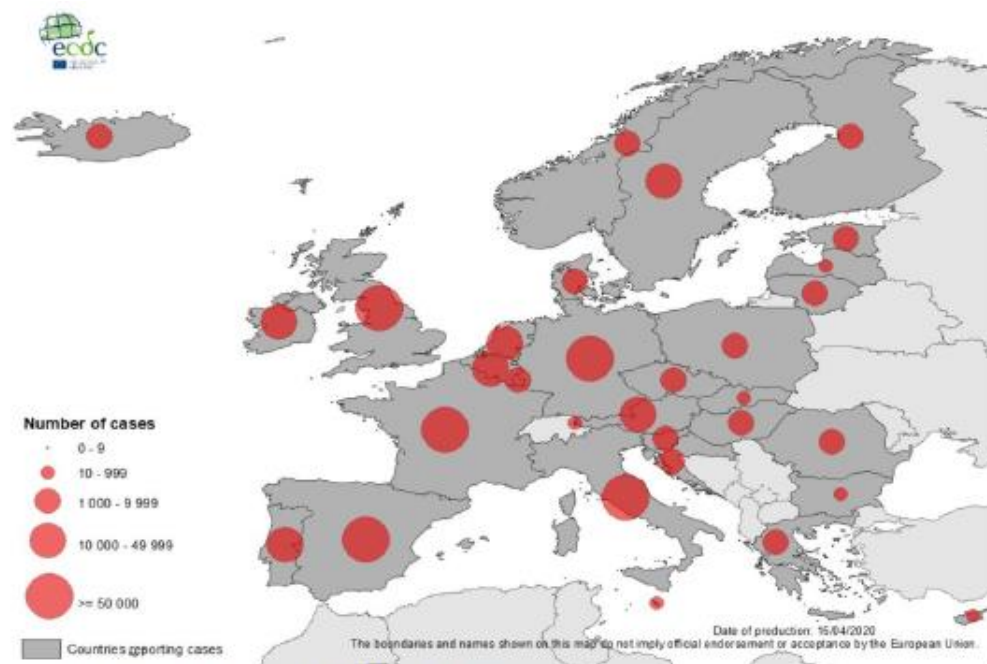 ecdc
Number of cases
0 - 9
10 - 999
1 000 - 9 999
10 000 - 49 999
>= 50 000
Countries reporting cases
Date of production: 16/04/2020
The boundaries and names shown on this map do not imply official endorsement or acceptance by the European Union.